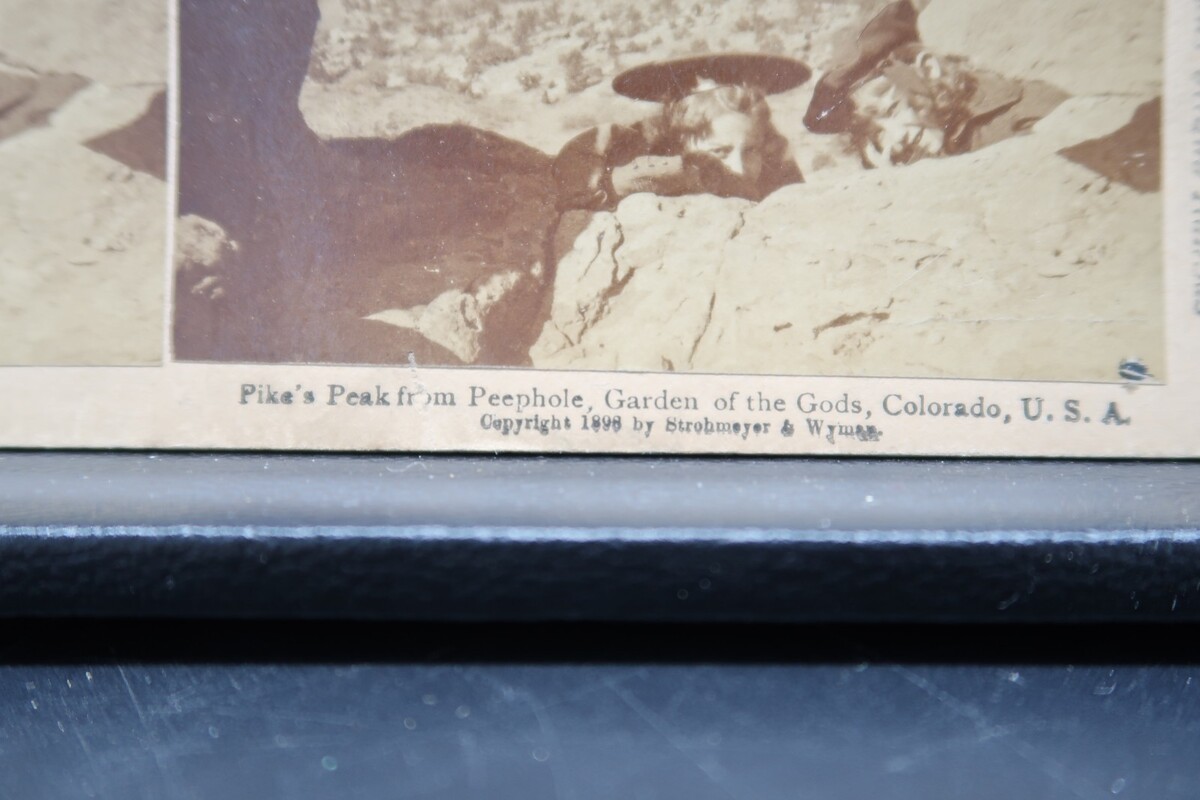 Pike's Peak from Peephole, Garden of the Gods, Colorado, U. S. A.
Copyright 1898 by Strohmeyer & Wyman.